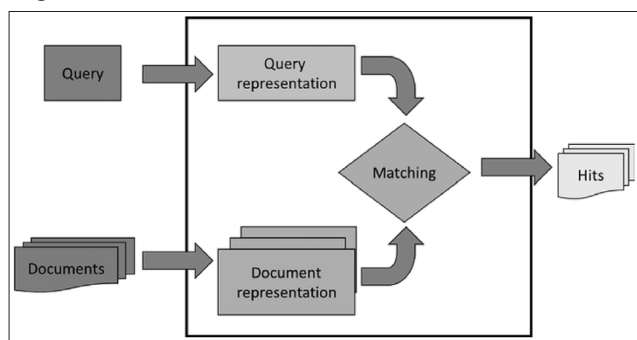 Query
Query
representation
Matching
Hits
Documents
Document
representation